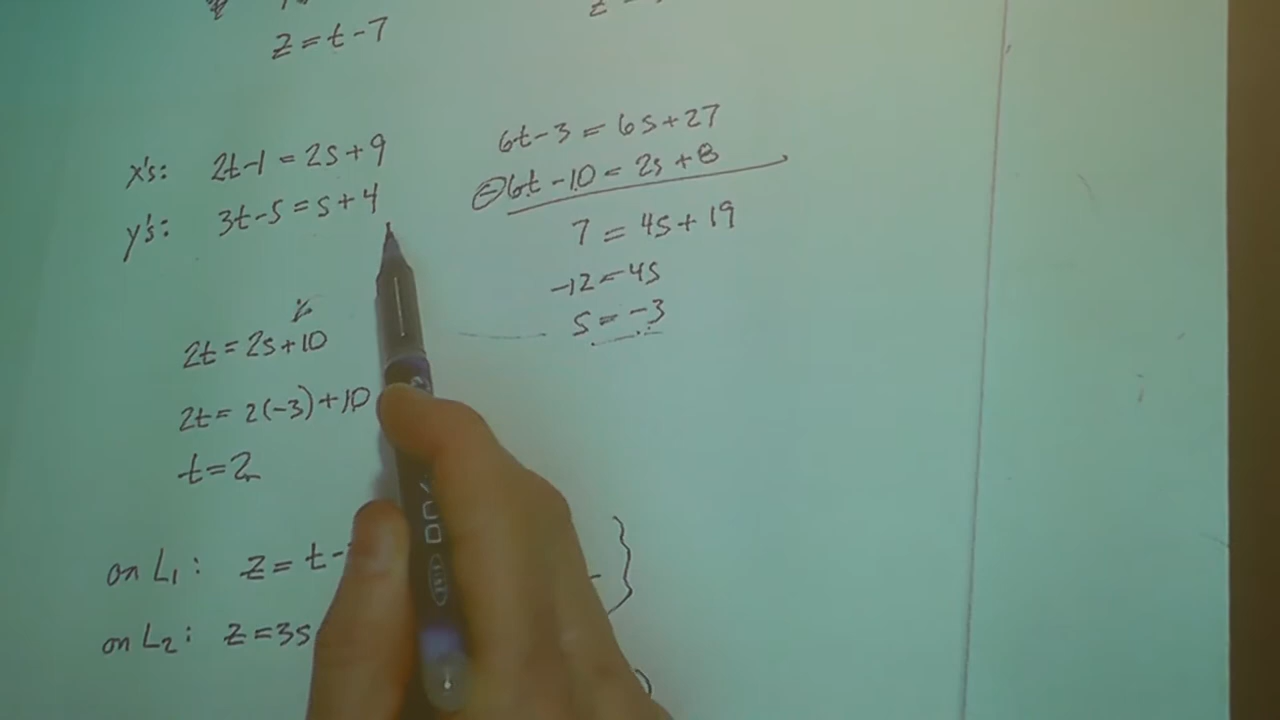 z = t - 7
x's: 2t - 1 = 2s + 9
y's: 3t - 5 = s + 4
6t - 3 = 6s + 27
⊖ 6t - 10 = 2s + 8
7 = 4s + 19
-12 = 4s
s = -3
2t = 2s + 10
2t = 2(-3) + 10
t = 2
on L₁: z = t -
on L₂: z = 3s